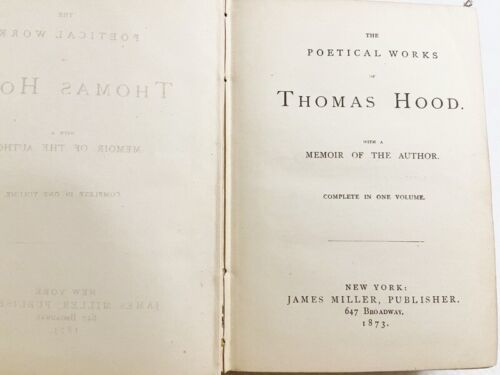 THE
POETICAL WORKS
OF
THOMAS HOOD.
WITH A
MEMOIR OF THE AUTHOR.
COMPLETE IN ONE VOLUME.
NEW YORK:
JAMES MILLER, PUBLISHER.
647 BROADWAY.
1873.